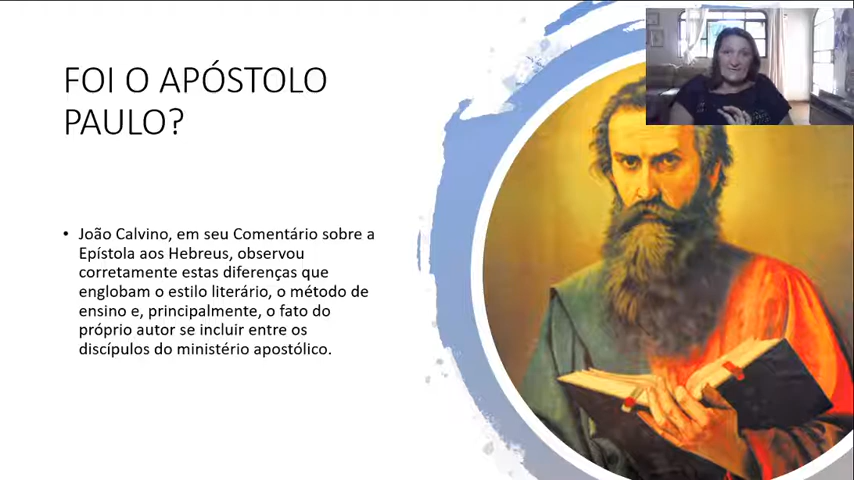 FOI O APÓSTOLO
PAULO?
• João Calvino, em seu Comentário sobre a
Epístola aos Hebreus, observou
corretamente estas diferenças que
englobam o estilo literário, o método de
ensino e, principalmente, o fato do
próprio autor se incluir entre os
discípulos do ministério apostólico.